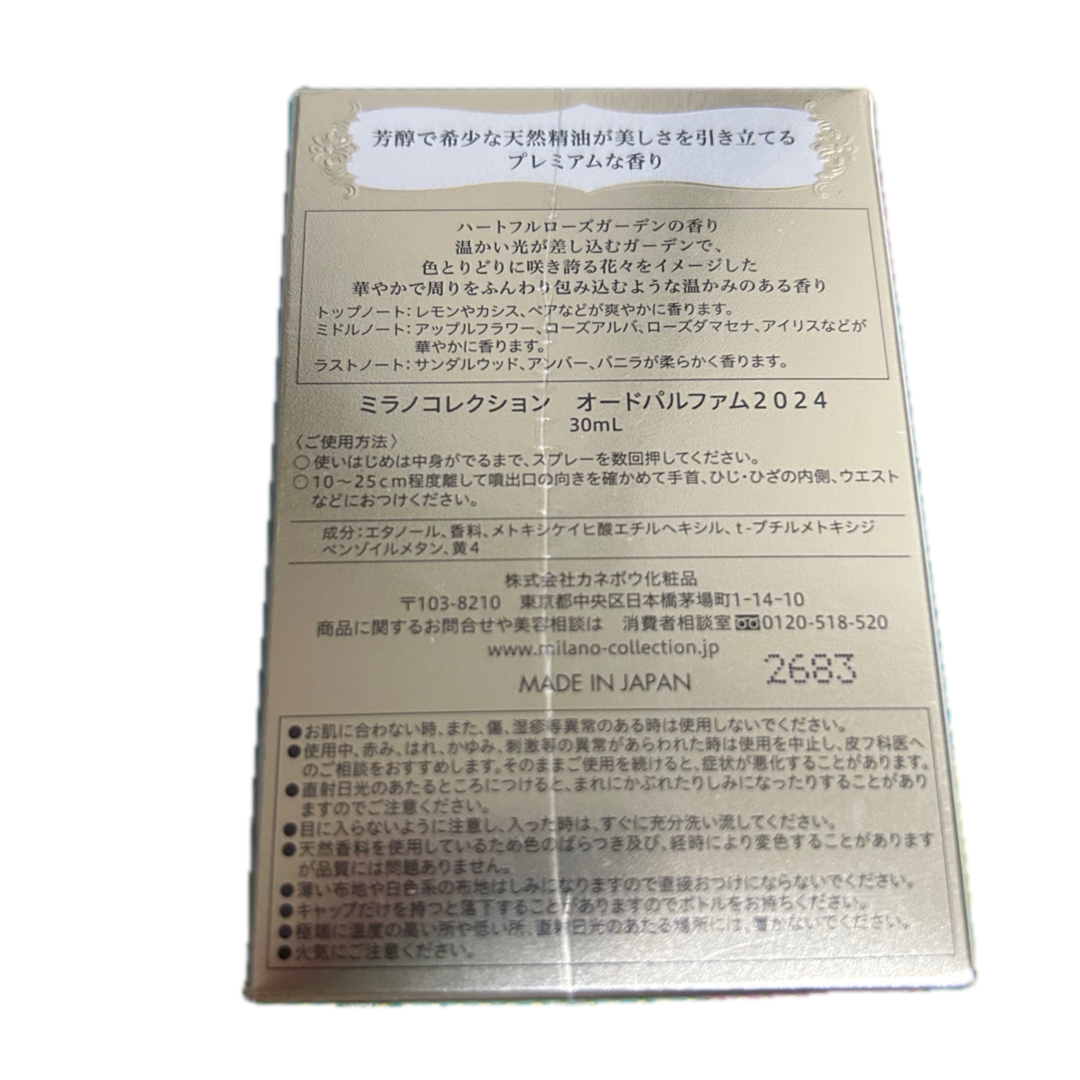 芳醇で希少な天然精油が美しさを引き立てる
プレミアムな香り
ハートフルローズガーデンの香り
温かい光が差し込むガーデンで、
色とりどりに咲き誇る花々をイメージした
華やかで周りをふんわり包み込むような温かみのある香り
トップノート：レモンやカシス、ペアなどが爽やかに香ります。
ミドルノート：アップルフラワー、ローズアルバ、ローズダマセナ、アイリスなどが
華やかに香ります。
ラストノート：サンダルウッド、アンバー、バニラが柔らかく香ります。
ミラノコレクション　オードパルファム２０２４
30mL
〈ご使用方法〉
○使いはじめは中身がでるまで、スプレーを数回押してください。
○10～25cm程度離して噴出口の向きを確かめて手首、ひじ・ひざの内側、ウエスト
などにおつけください。
成分：エタノール、香料、メトキシケイヒ酸エチルヘキシル、t-ブチルメトキシジ
ベンゾイルメタン、黄4
株式会社カネボウ化粧品
〒103-8210　東京都中央区日本橋茅場町1-14-10
商品に関するお問合せや美容相談は　消費者相談室 0120-518-520
www.milano-collection.jp
MADE IN JAPAN
2683
●お肌に合わない時、また、傷、湿疹等異常のある時は使用しないでください。
●使用中、赤み、はれ、かゆみ、刺激等の異常があらわれた時は使用を中止し、皮フ科医へ
のご相談をおすすめします。そのままご使用を続けると、症状が悪化することがあります。
●直射日光のあたるところにつけると、まれにかぶれたりしみになったりすることがあり
ますのでご注意ください。
●目に入らないように注意し、入った時は、すぐに充分洗い流してください。
●天然香料を使用しているため色のばらつき及び、経時により変色することがあります
が品質には問題ありません。
●薄い布地や白色系の布地はしみになりますので直接おつけにならないでください。
●キャップだけを持つと落下することがありますのでボトルをお持ちください。
●極端に温度の高い所や低い所、直射日光のあたる場所には、置かないでください。
●火気にご注意ください。